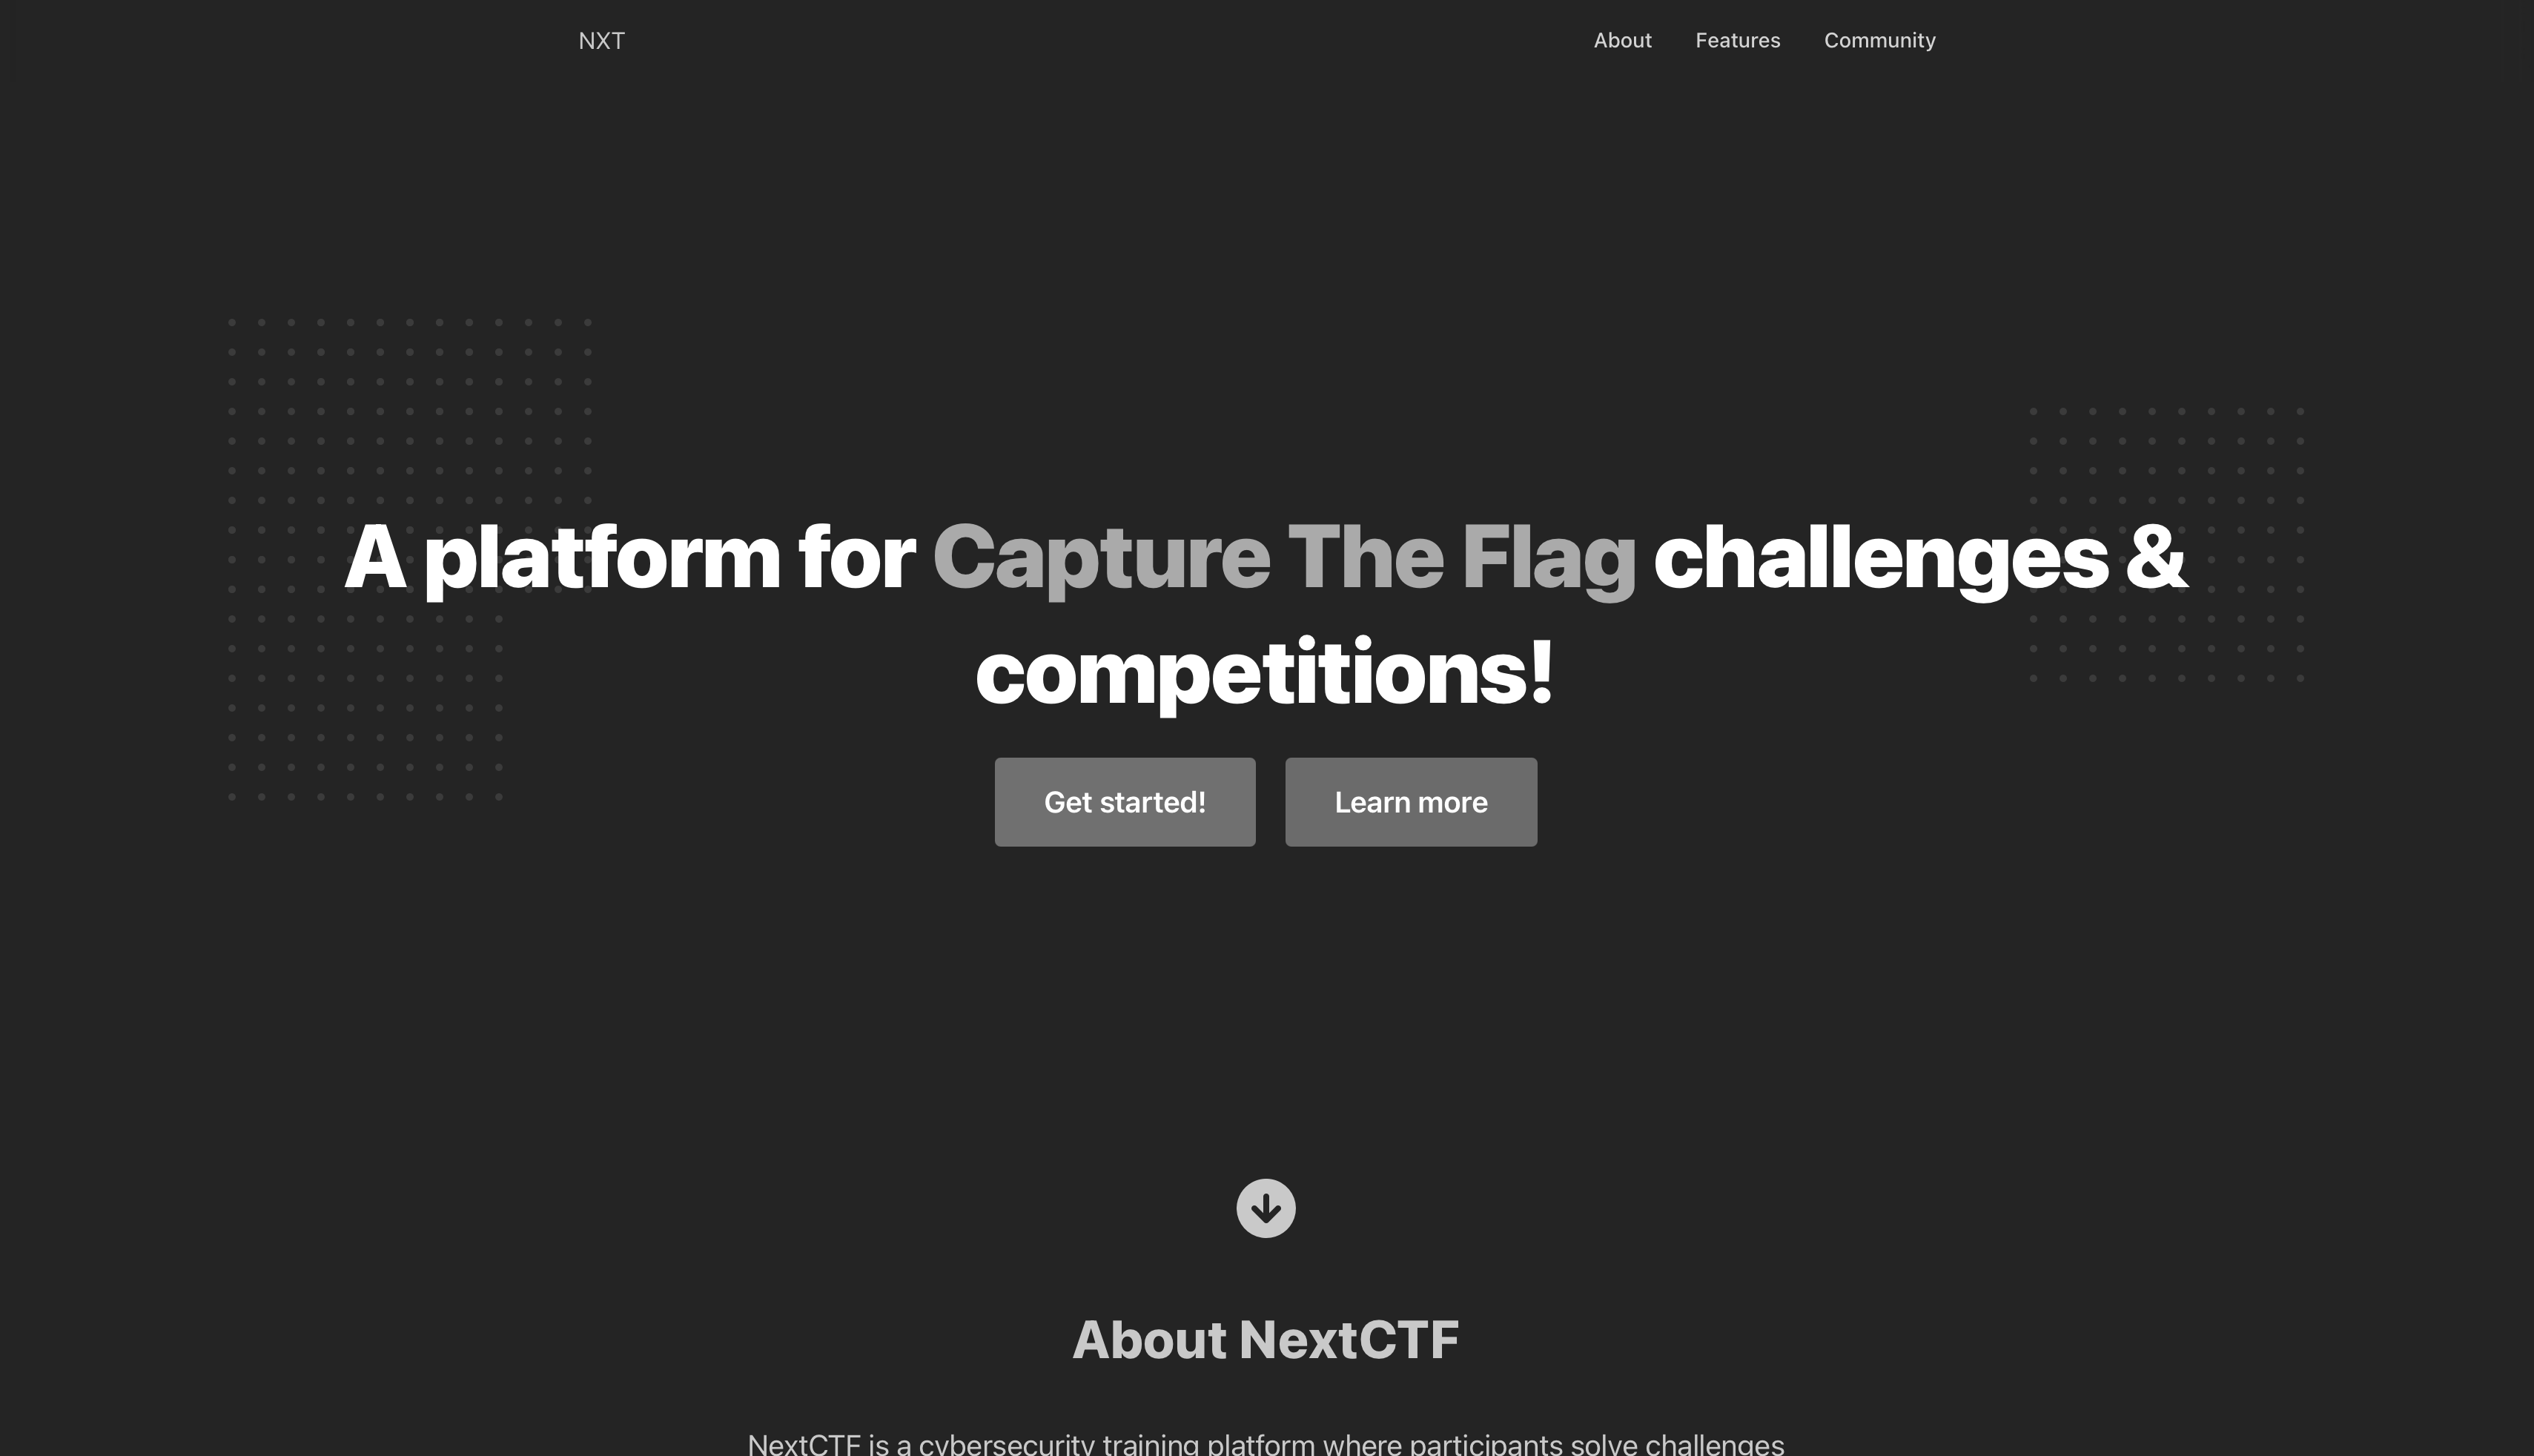 NXT
About Features Community
A platform for Capture The Flag challenges &
competitions!
Get started! Learn more
About NextCTF
NextCTF is a cybersecurity training platform where participants solve challenges